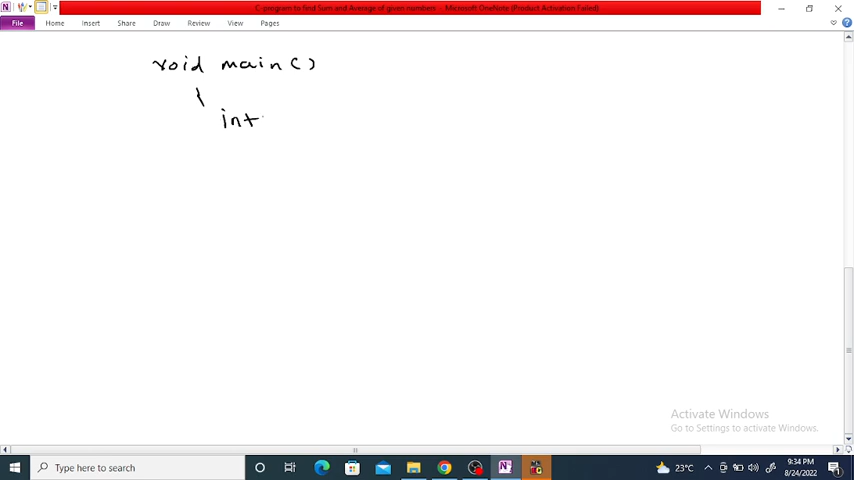 C-program to find Sum and Average of given numbers - Microsoft OneNote (Product Activation Failed)
File Home Insert Share Draw Review View Pages
void main()
{
int
Activate Windows
Go to Settings to activate Windows.
Type here to search
23°C
9:34 PM
8/24/2022